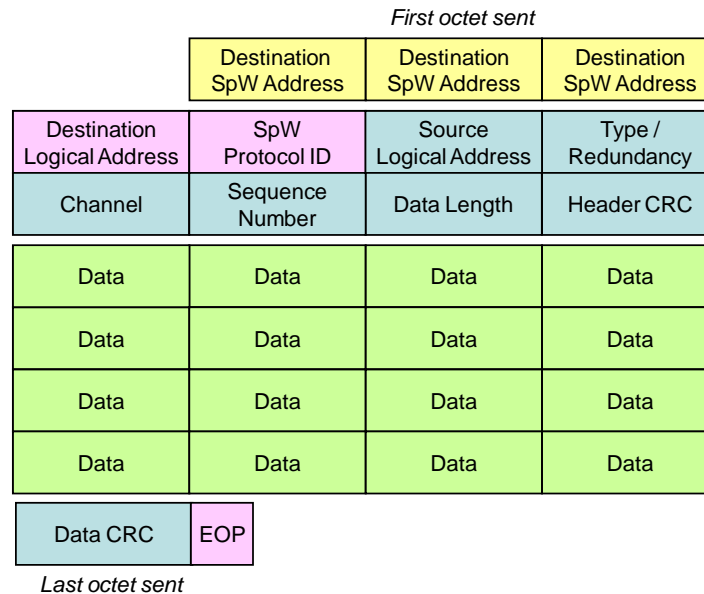 First octet sent
Destination Destination Destination
SpW Address SpW Address SpW Address
Destination SpW Source Type /
Logical Address Protocol ID Logical Address Redundancy
Channel Sequence Number Data Length Header CRC
Data Data Data Data
Data Data Data Data
Data Data Data Data
Data Data Data Data
Data CRC EOP
Last octet sent